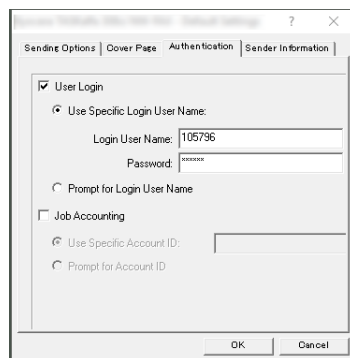 ? ×
Sending Options Cover Page Authentication Sender Information
User Login
Use Specific Login User Name:
Login User Name: 105796
Password: ******
Prompt for Login User Name
Job Accounting
Use Specific Account ID:
Prompt for Account ID
OK Cancel